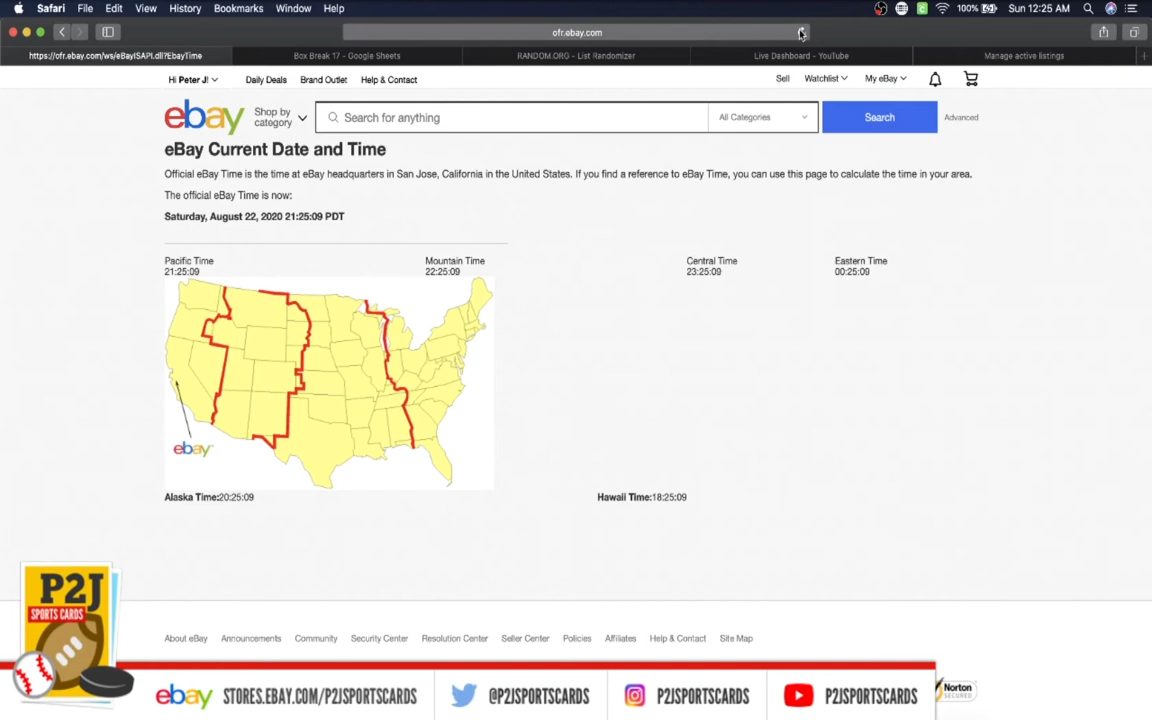 Safari File Edit View History Bookmarks Window Help 100% Sun 12:25 AM
ofr.ebay.com
https://ofr.ebay.com/ws/eBayISAPI.dll?EbayTime Box Break 17 - Google Sheets RANDOM.ORG - List Randomizer Live Dashboard - YouTube Manage active listings
Hi Peter J! Daily Deals Brand Outlet Help & Contact Sell Watchlist My eBay
ebay Shop by category Search for anything All Categories Search Advanced
eBay Current Date and Time
Official eBay Time is the time at eBay headquarters in San Jose, California in the United States. If you find a reference to eBay Time, you can use this page to calculate the time in your area.
The official eBay Time is now:
Saturday, August 22, 2020 21:25:09 PDT
Pacific Time Mountain Time Central Time Eastern Time
21:25:09 22:25:09 23:25:09 00:25:09
ebay
Alaska Time:20:25:09 Hawaii Time:18:25:09
P2J
SPORTS CARDS
About eBay Announcements Community Security Center Resolution Center Seller Center Policies Affiliates Help & Contact Site Map
ebay STORES.EBAY.COM/P2JSPORTSCARDS @P2JSPORTSCARDS P2JSPORTSCARDS P2JSPORTSCARDS
Norton
SECURED